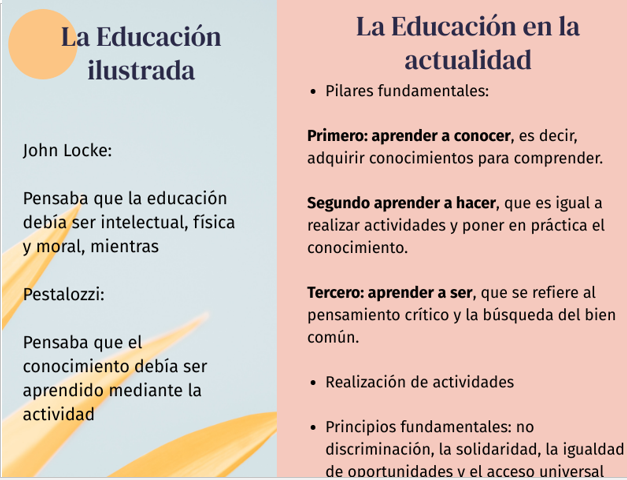 La Educación
ilustrada
John Locke:
Pensaba que la educación
debía ser intelectual, física
y moral, mientras
Pestalozzi:
Pensaba que el
conocimiento debía ser
aprendido mediante la
actividad
La Educación en la
actualidad
• Pilares fundamentales:
Primero: aprender a conocer, es decir,
adquirir conocimientos para comprender.
Segundo aprender a hacer, que es igual a
realizar actividades y poner en práctica el
conocimiento.
Tercero: aprender a ser, que se refiere al
pensamiento crítico y la búsqueda del bien
común.
• Realización de actividades
• Principios fundamentales: no
discriminación, la solidaridad, la igualdad
de oportunidades y el acceso universal